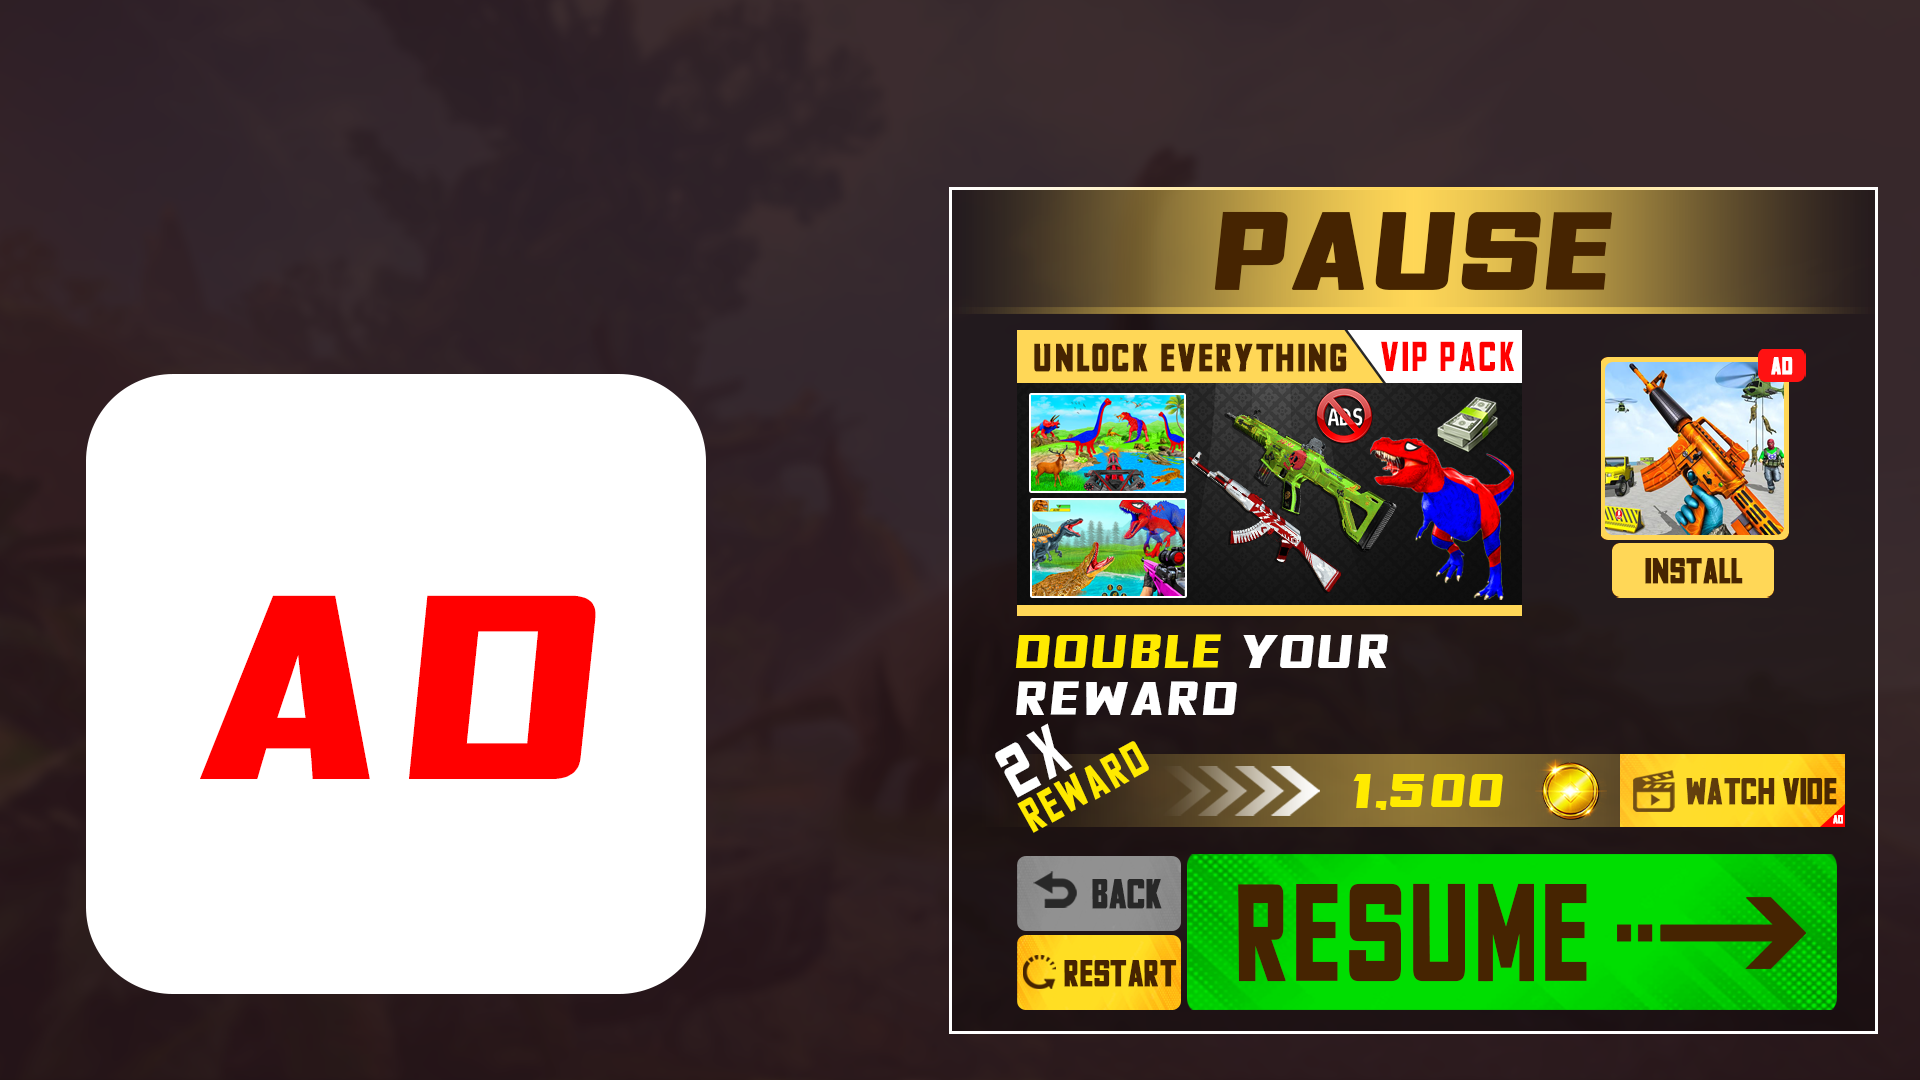 AD
PAUSE
UNLOCK EVERYTHING
VIP PACK
ADS
AD
INSTALL
DOUBLE YOUR
REWARD
2X
REWARD
1,500
WATCH VIDE
AD
BACK
RESTART
RESUME